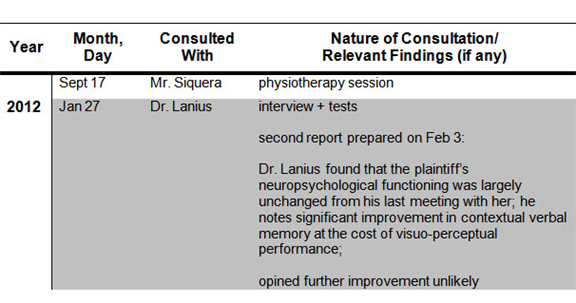 Year
Month, Day
Consulted With
Nature of Consultation/
Relevant Findings (if any)
Sept 17 Mr. Siquera physiotherapy session
2012 Jan 27 Dr. Lanius interview + tests
second report prepared on Feb 3:
Dr. Lanius found that the plaintiff's
neuropsychological functioning was largely
unchanged from his last meeting with her; he
notes significant improvement in contextual verbal
memory at the cost of visuo-perceptual
performance;
opined further improvement unlikely